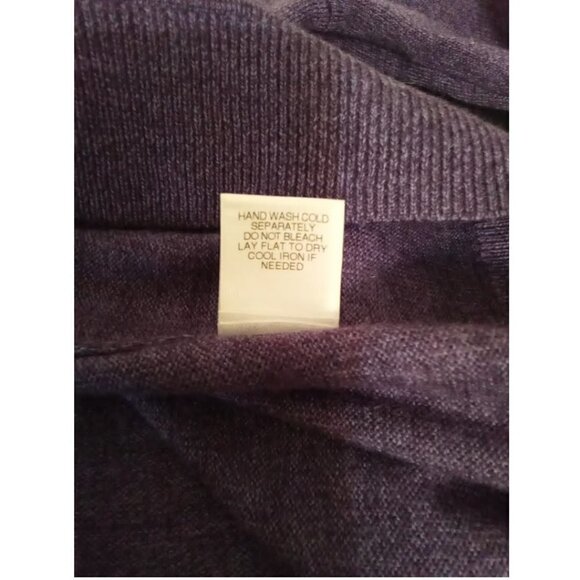 HAND WASH COLD
SEPARATELY
DO NOT BLEACH
LAY FLAT TO DRY
COOL IRON IF
NEEDED